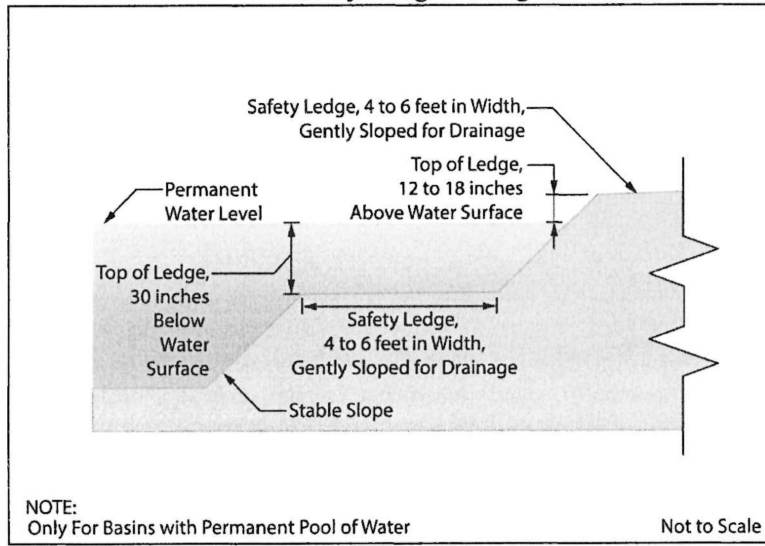 Safety Ledge, 4 to 6 feet in Width,
Gently Sloped for Drainage
Top of Ledge,
12 to 18 inches
Above Water Surface
Permanent
Water Level
Top of Ledge,
30 inches
Below
Water
Surface
Safety Ledge,
4 to 6 feet in Width,
Gently Sloped for Drainage
Stable Slope
NOTE:
Only For Basins with Permanent Pool of Water
Not to Scale